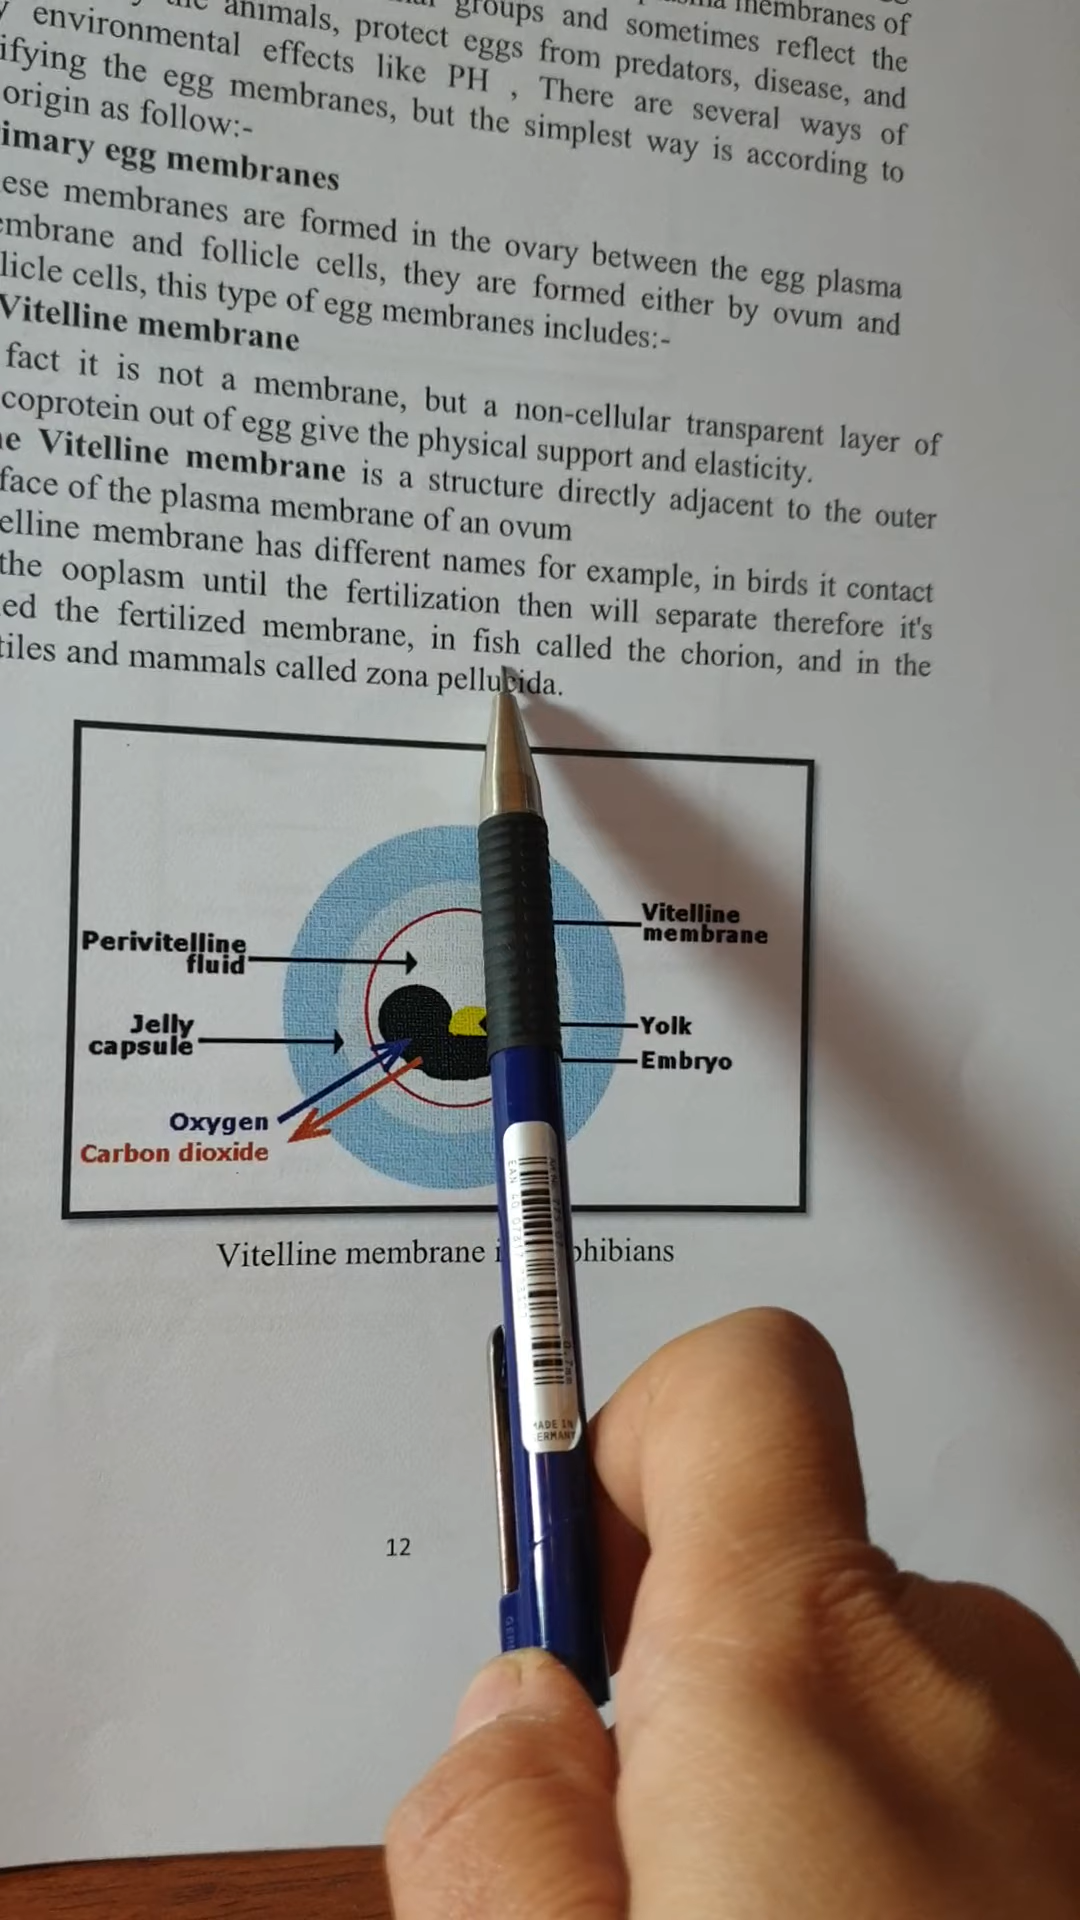 membranes of
groups and sometimes reflect the
animals, protect eggs from predators, disease, and
environmental effects like PH , There are several ways of
ifying the egg membranes, but the simplest way is according to
origin as follow:-
imary egg membranes
ese membranes are formed in the ovary between the egg plasma
embrane and follicle cells, they are formed either by ovum and
licle cells, this type of egg membranes includes:-
Vitelline membrane
fact it is not a membrane, but a non-cellular transparent layer of
coprotein out of egg give the physical support and elasticity.
e Vitelline membrane is a structure directly adjacent to the outer
face of the plasma membrane of an ovum
elline membrane has different names for example, in birds it contact
the ooplasm until the fertilization then will separate therefore it's
ed the fertilized membrane, in fish called the chorion, and in the
tiles and mammals called zona pellucida.
Vitelline
membrane
Perivitelline
fluid
Jelly
capsule
Yolk
Embryo
Oxygen
Carbon dioxide
Vitelline membrane i phibians
MADE IN
GERMANY
12